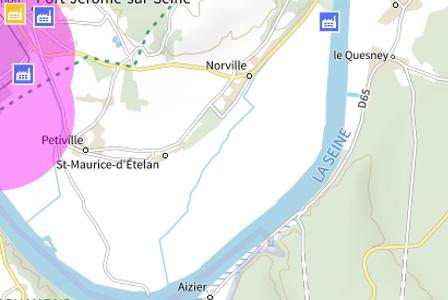 Port-Jérôme-sur-Seine
le Quesney
Norville
D65
Petiville
St-Maurice-d'Ételan
LA SEINE
Aizier